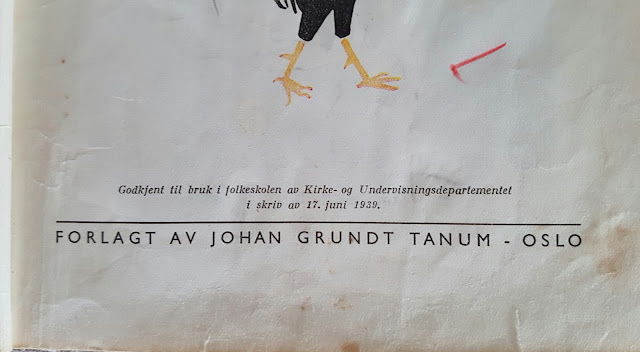 Godkjent til bruk i folkeskolen av Kirke- og Undervisningsdepartementet
i skriv av 17. juni 1939.
FORLAGT AV JOHAN GRUNDT TANUM - OSLO